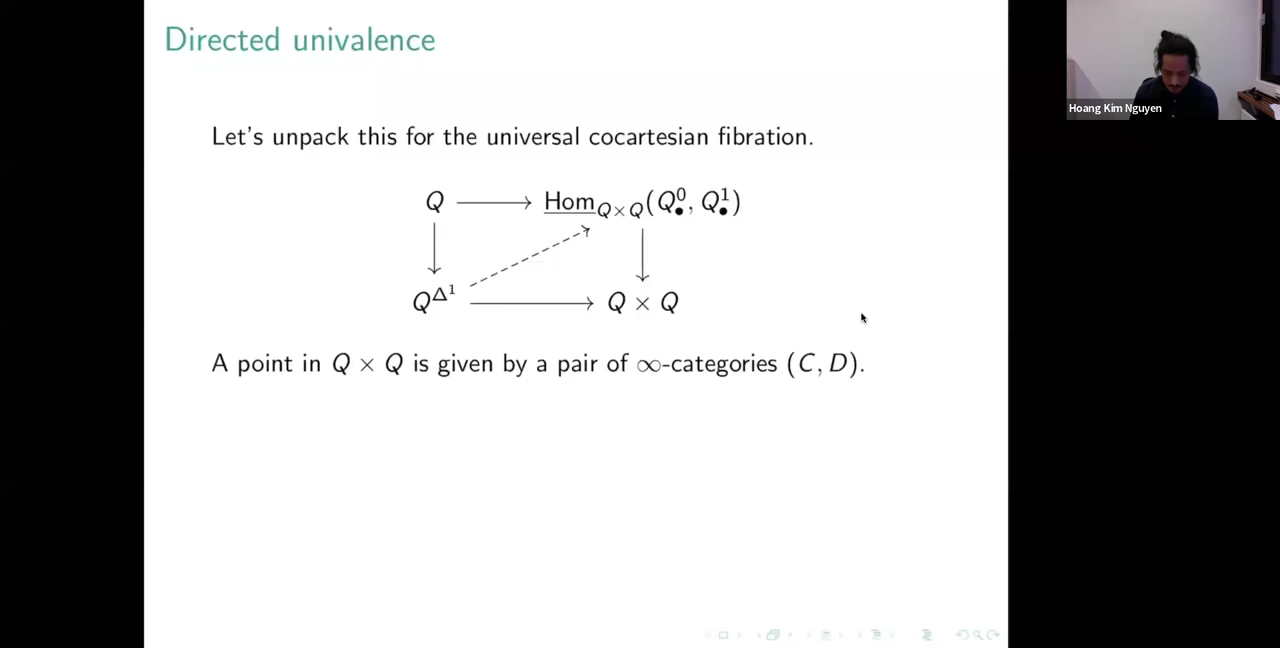 Directed univalence
Hoang Kim Nguyen
Let's unpack this for the universal cocartesian fibration.
Q ⟶ Hom_{Q×Q}(Q^0_•, Q^1_•)
Q^{Δ^1} ⟶ Q × Q
A point in Q × Q is given by a pair of ∞-categories (C, D).